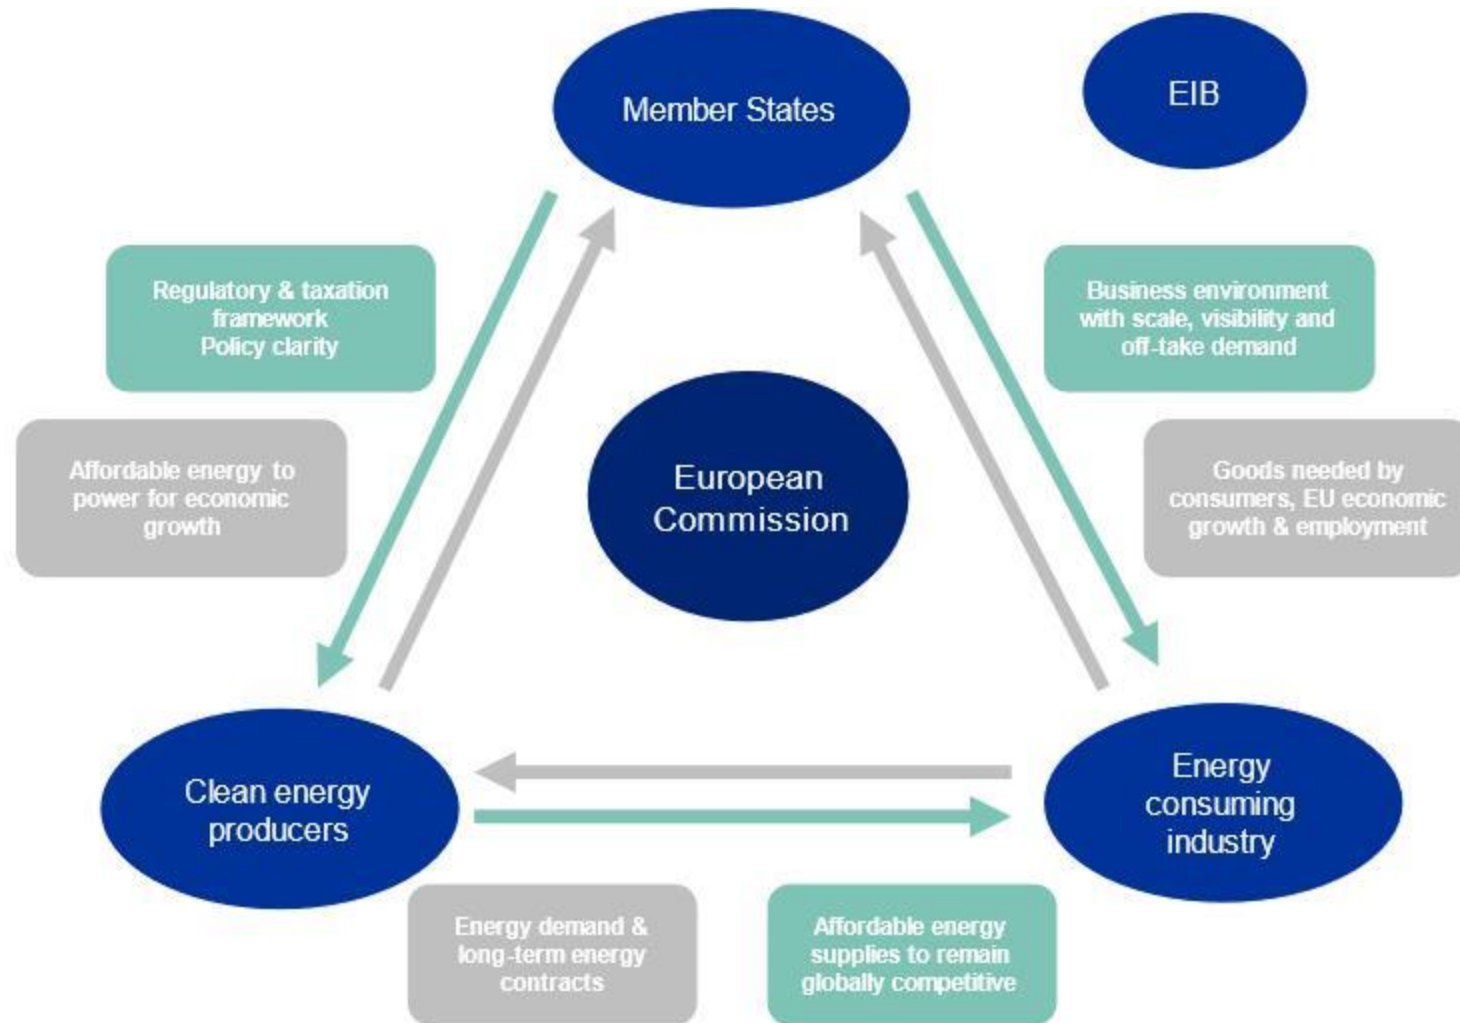 Member States
EIB
Regulatory & taxation
framework
Policy clarity
Business environment
with scale, visibility and
off-take demand
Affordable energy to
power for economic
growth
European
Commission
Goods needed by
consumers, EU economic
growth & employment
Clean energy
producers
Energy
consuming
industry
Energy demand &
long-term energy
contracts
Affordable energy
supplies to remain
globally competitive